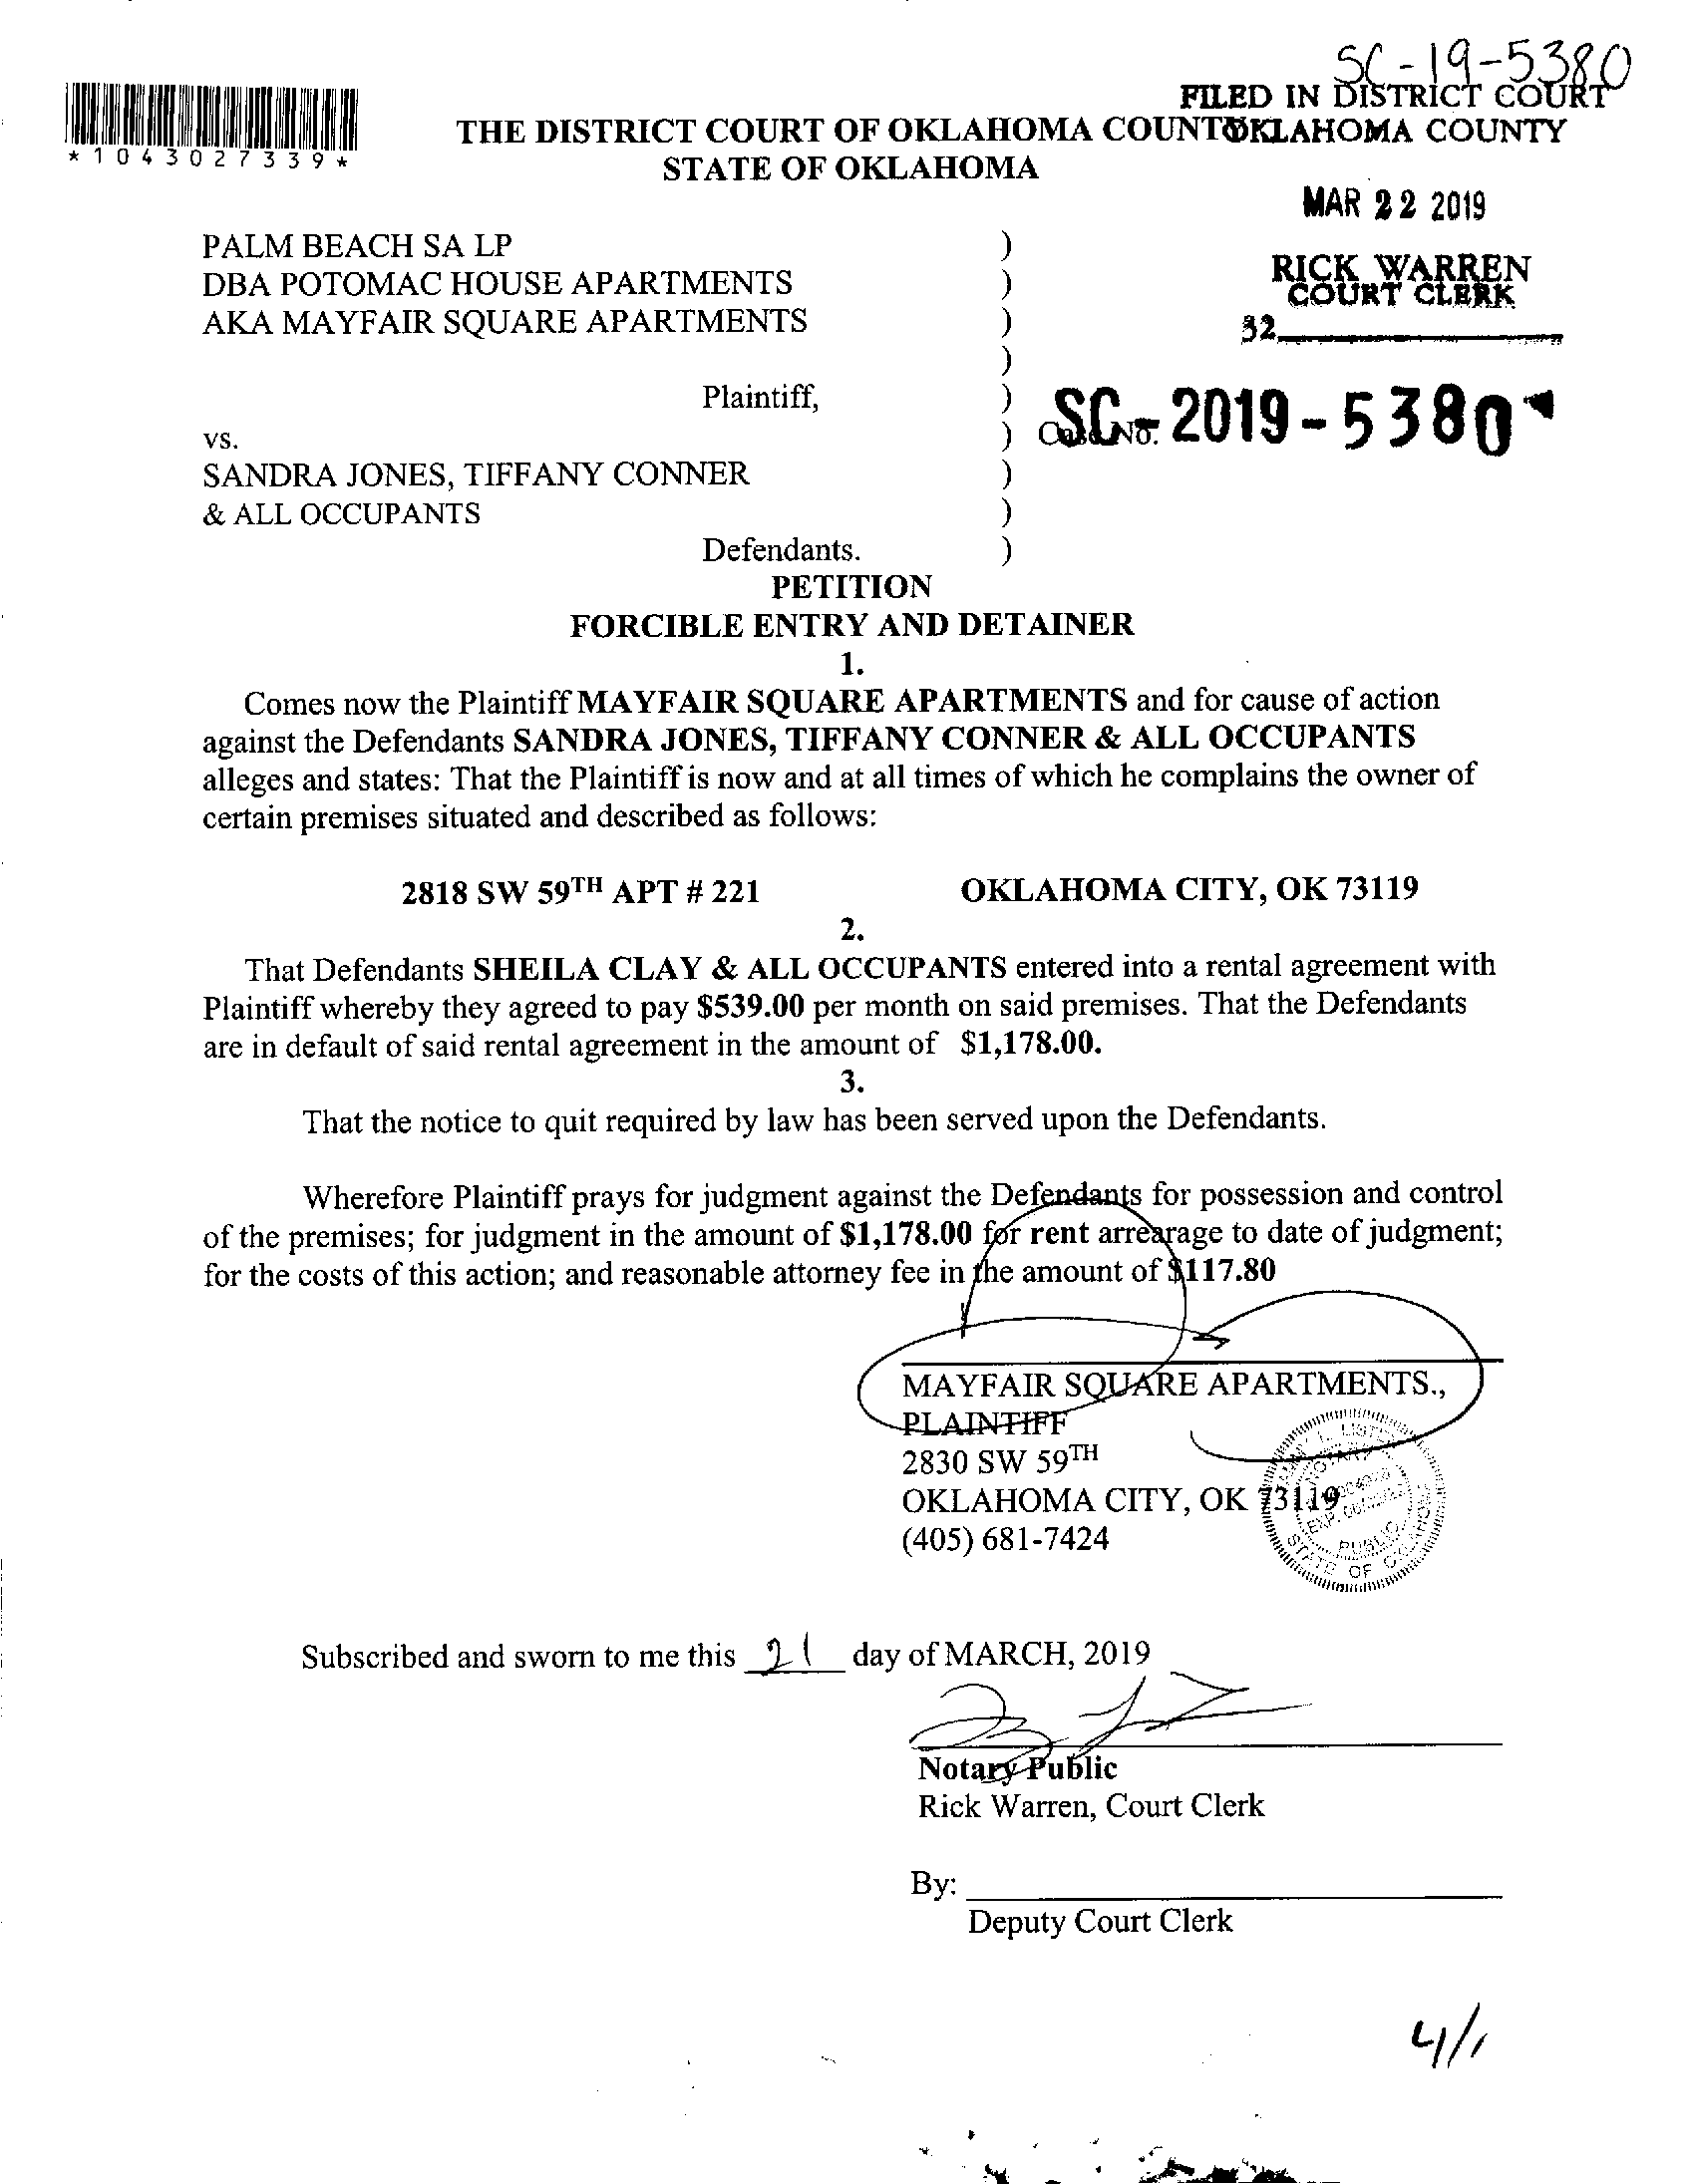 SC-19-5380
FILED IN DISTRICT COURT
THE DISTRICT COURT OF OKLAHOMA COUNTY OKLAHOMA COUNTY
STATE OF OKLAHOMA
*1043027339*
MAR 22 2019
PALM BEACH SA LP )
DBA POTOMAC HOUSE APARTMENTS )
AKA MAYFAIR SQUARE APARTMENTS )
)
RICK WARREN
COURT CLERK
32
Plaintiff, )
Case No. SC-2019-5380
vs. )
SANDRA JONES, TIFFANY CONNER )
& ALL OCCUPANTS )
Defendants. )
PETITION
FORCIBLE ENTRY AND DETAINER
1.
Comes now the Plaintiff MAYFAIR SQUARE APARTMENTS and for cause of action
against the Defendants SANDRA JONES, TIFFANY CONNER & ALL OCCUPANTS
alleges and states: That the Plaintiff is now and at all times of which he complains the owner of
certain premises situated and described as follows:
2818 SW 59TH APT # 221 OKLAHOMA CITY, OK 73119
2.
That Defendants SHEILA CLAY & ALL OCCUPANTS entered into a rental agreement with
Plaintiff whereby they agreed to pay $539.00 per month on said premises. That the Defendants
are in default of said rental agreement in the amount of $1,178.00.
3.
That the notice to quit required by law has been served upon the Defendants.
Wherefore Plaintiff prays for judgment against the Defendants for possession and control
of the premises; for judgment in the amount of $1,178.00 for rent arrearage to date of judgment;
for the costs of this action; and reasonable attorney fee in the amount of $117.80
MAYFAIR SQUARE APARTMENTS.,
PLAINTIFF
2830 SW 59TH
OKLAHOMA CITY, OK 73119
(405) 681-7424
NOTARY
EXP.
PUBLIC
STATE OF
Subscribed and sworn to me this 21 day of MARCH, 2019
Notary Public
Rick Warren, Court Clerk
By:
Deputy Court Clerk
4/1